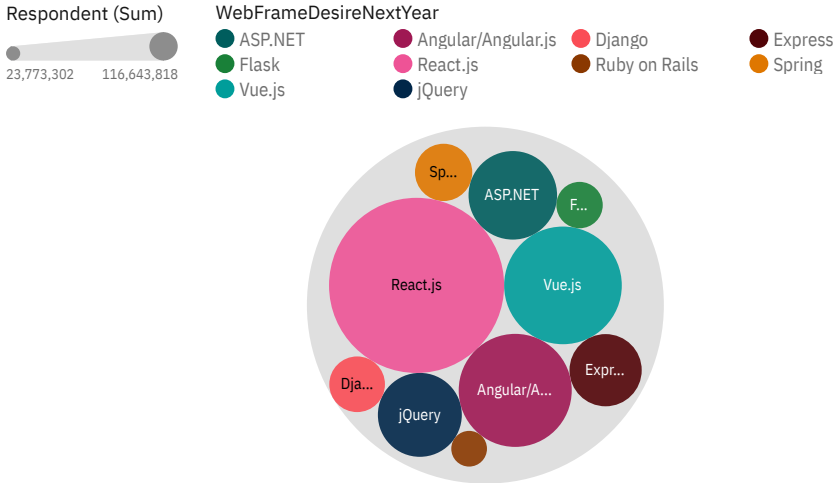 Respondent (Sum)
23,773,302 116,643,818
WebFrameDesireNextYear
ASP.NET Angular/Angular.js Django Express
Flask React.js Ruby on Rails Spring
Vue.js jQuery
Sp...
ASP.NET
F...
React.js
Vue.js
Expr...
Dja...
Angular/A...
jQuery